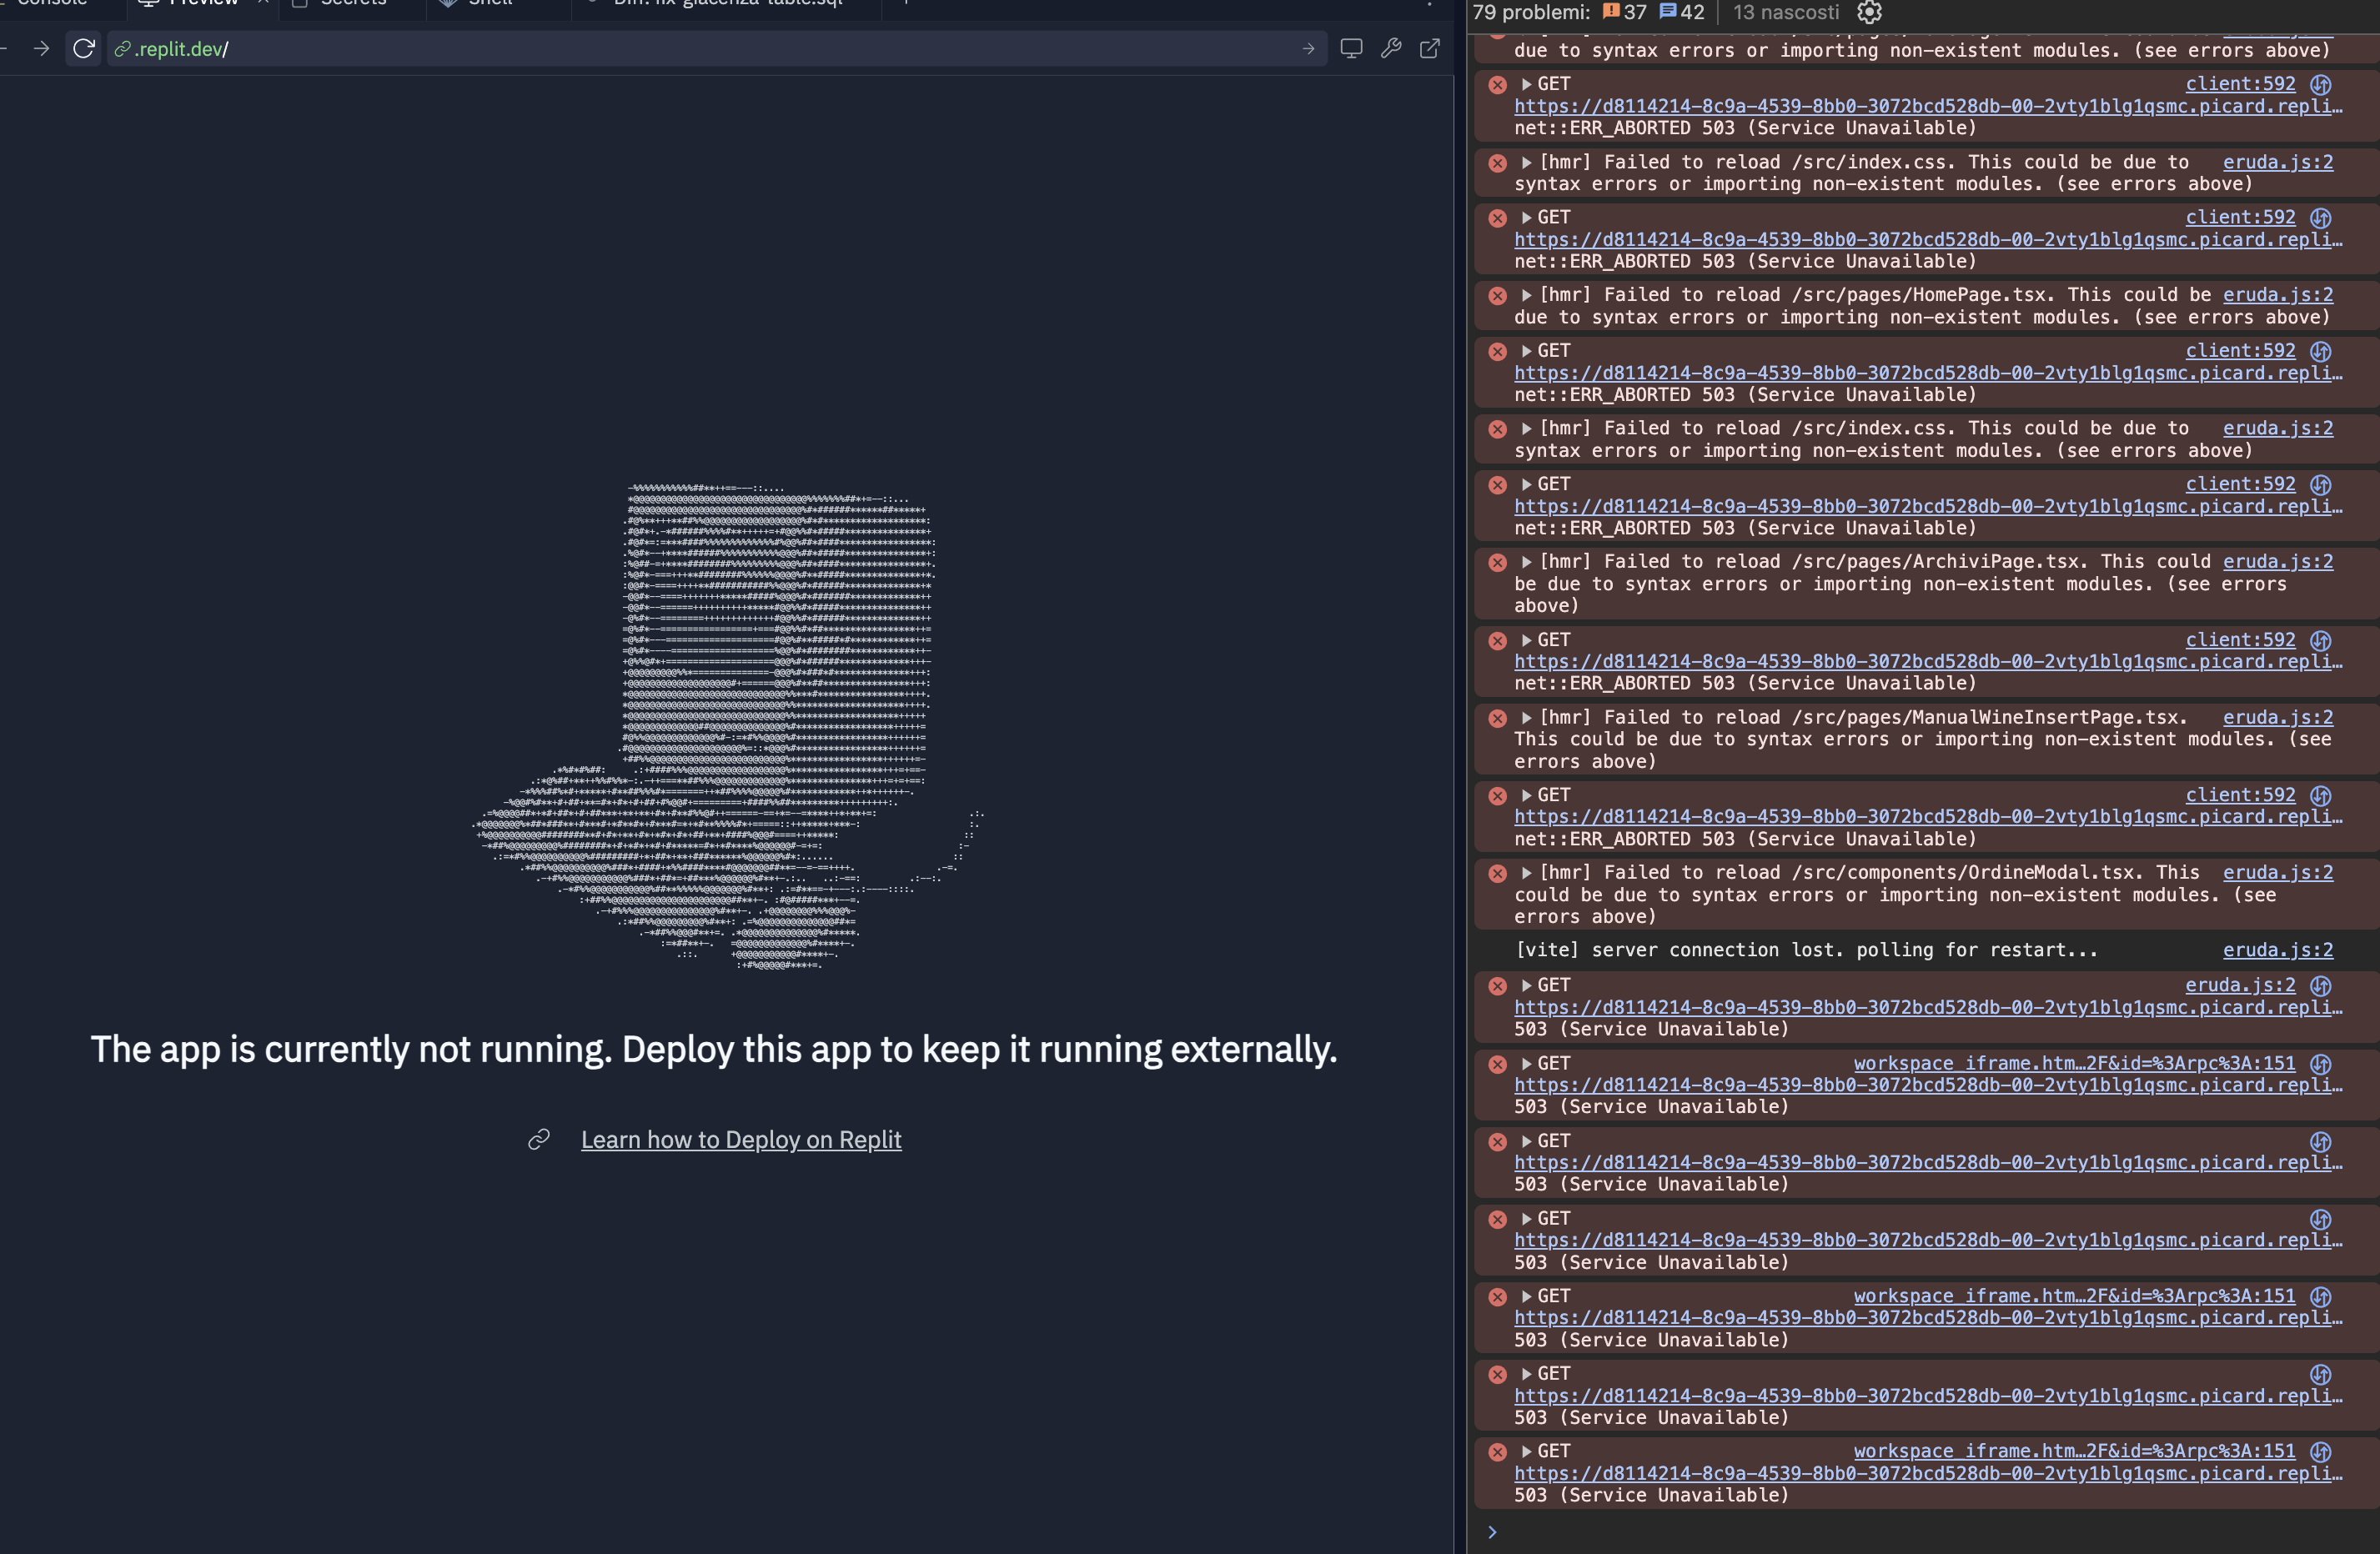 Console
Preview
Secrets
Shell
Diff: fix-giacenza-table.sql
.replit.dev/
The app is currently not running. Deploy this app to keep it running externally.
Learn how to Deploy on Replit
79 problemi: 37 42 13 nascosti
due to syntax errors or importing non-existent modules. (see errors above)
GET client:592
https://d8114214-8c9a-4539-8bb0-3072bcd528db-00-2vty1blg1qsmc.picard.repli…
net::ERR_ABORTED 503 (Service Unavailable)
[hmr] Failed to reload /src/index.css. This could be due to eruda.js:2
syntax errors or importing non-existent modules. (see errors above)
GET client:592
https://d8114214-8c9a-4539-8bb0-3072bcd528db-00-2vty1blg1qsmc.picard.repli…
net::ERR_ABORTED 503 (Service Unavailable)
[hmr] Failed to reload /src/pages/HomePage.tsx. This could be eruda.js:2
due to syntax errors or importing non-existent modules. (see errors above)
GET client:592
https://d8114214-8c9a-4539-8bb0-3072bcd528db-00-2vty1blg1qsmc.picard.repli…
net::ERR_ABORTED 503 (Service Unavailable)
[hmr] Failed to reload /src/index.css. This could be due to eruda.js:2
syntax errors or importing non-existent modules. (see errors above)
GET client:592
https://d8114214-8c9a-4539-8bb0-3072bcd528db-00-2vty1blg1qsmc.picard.repli…
net::ERR_ABORTED 503 (Service Unavailable)
[hmr] Failed to reload /src/pages/ArchiviPage.tsx. This could eruda.js:2
be due to syntax errors or importing non-existent modules. (see errors
above)
GET client:592
https://d8114214-8c9a-4539-8bb0-3072bcd528db-00-2vty1blg1qsmc.picard.repli…
net::ERR_ABORTED 503 (Service Unavailable)
[hmr] Failed to reload /src/pages/ManualWineInsertPage.tsx. eruda.js:2
This could be due to syntax errors or importing non-existent modules. (see
errors above)
GET client:592
https://d8114214-8c9a-4539-8bb0-3072bcd528db-00-2vty1blg1qsmc.picard.repli…
net::ERR_ABORTED 503 (Service Unavailable)
[hmr] Failed to reload /src/components/OrdineModal.tsx. This eruda.js:2
could be due to syntax errors or importing non-existent modules. (see
errors above)
[vite] server connection lost. polling for restart... eruda.js:2
GET eruda.js:2
https://d8114214-8c9a-4539-8bb0-3072bcd528db-00-2vty1blg1qsmc.picard.repli…
503 (Service Unavailable)
GET workspace_iframe.htm…2F&id=%3Arpc%3A:151
https://d8114214-8c9a-4539-8bb0-3072bcd528db-00-2vty1blg1qsmc.picard.repli…
503 (Service Unavailable)
GET
https://d8114214-8c9a-4539-8bb0-3072bcd528db-00-2vty1blg1qsmc.picard.repli…
503 (Service Unavailable)
GET
https://d8114214-8c9a-4539-8bb0-3072bcd528db-00-2vty1blg1qsmc.picard.repli…
503 (Service Unavailable)
GET workspace_iframe.htm…2F&id=%3Arpc%3A:151
https://d8114214-8c9a-4539-8bb0-3072bcd528db-00-2vty1blg1qsmc.picard.repli…
503 (Service Unavailable)
GET
https://d8114214-8c9a-4539-8bb0-3072bcd528db-00-2vty1blg1qsmc.picard.repli…
503 (Service Unavailable)
GET workspace_iframe.htm…2F&id=%3Arpc%3A:151
https://d8114214-8c9a-4539-8bb0-3072bcd528db-00-2vty1blg1qsmc.picard.repli…
503 (Service Unavailable)